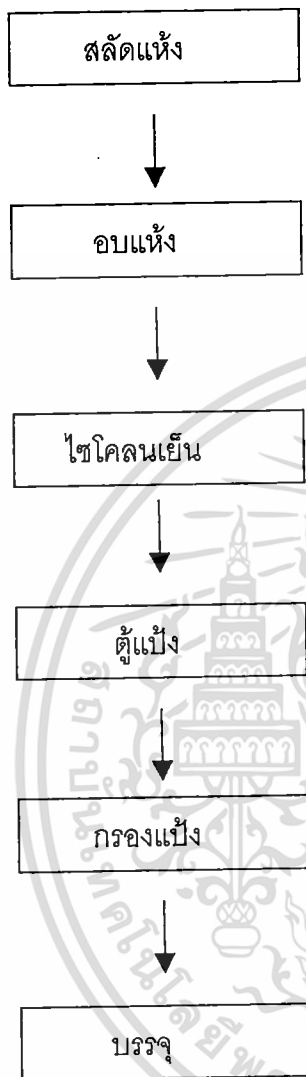 สลัดแห้ง
อบแห้ง
ไซโคลนเย็น
ตู้แป้ง
กรองแป้ง
บรรจุ